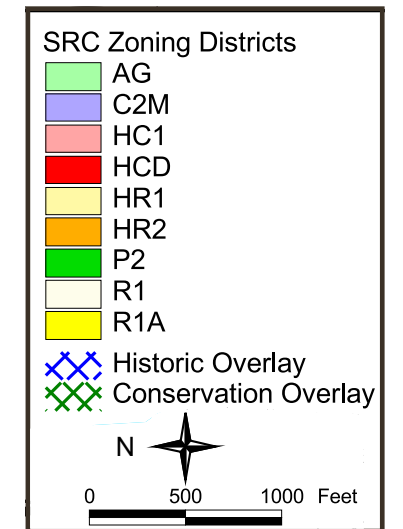 SRC Zoning Districts
AG
C2M
HC1
HCD
HR1
HR2
P2
R1
R1A
Historic Overlay
Conservation Overlay
N
0 500 1000 Feet